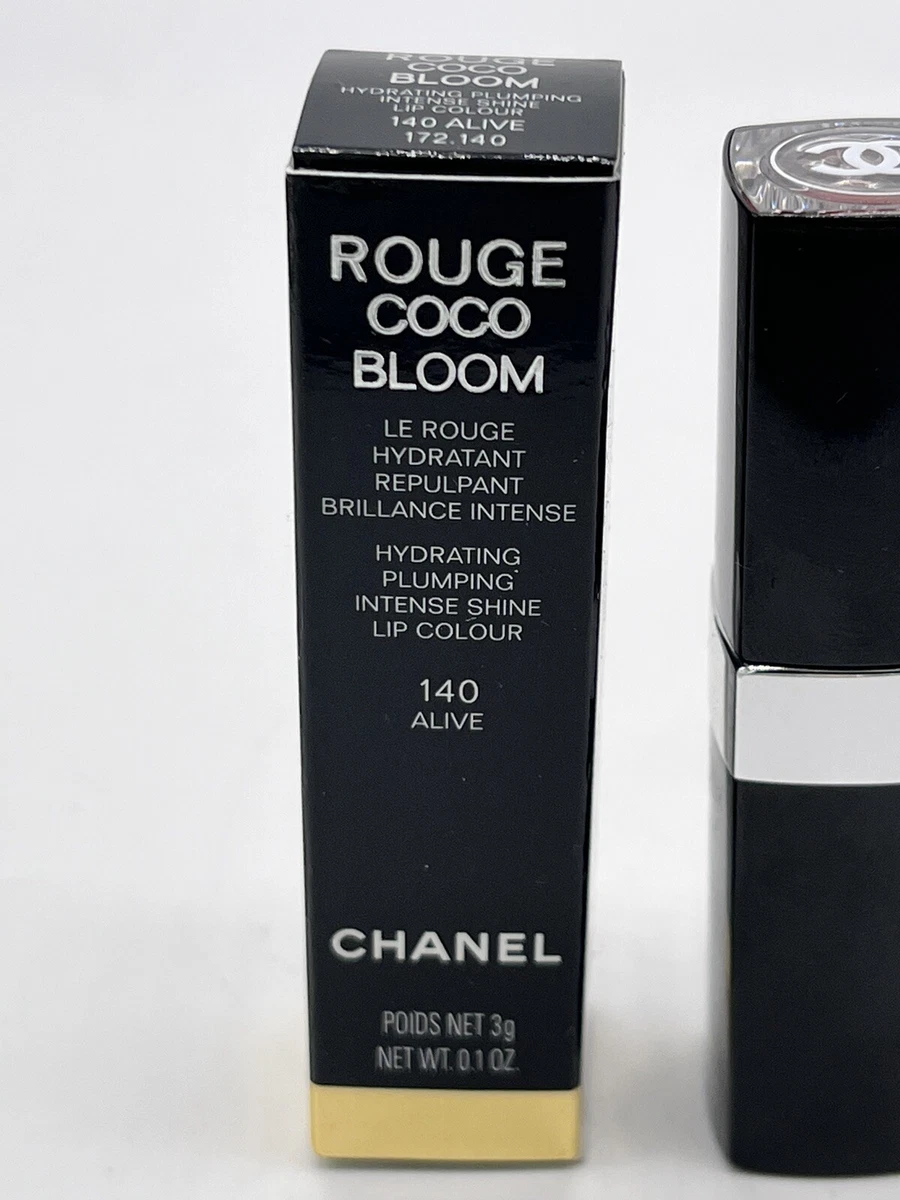 ROUGE
COCO
BLOOM
HYDRATING PLUMPING
INTENSE SHINE
LIP COLOUR
140 ALIVE
172.140
ROUGE
COCO
BLOOM
LE ROUGE
HYDRATANT
REPULPANT
BRILLANCE INTENSE
HYDRATING
PLUMPING
INTENSE SHINE
LIP COLOUR
140
ALIVE
CHANEL
POIDS NET 3g
NET WT. 0.1 OZ.